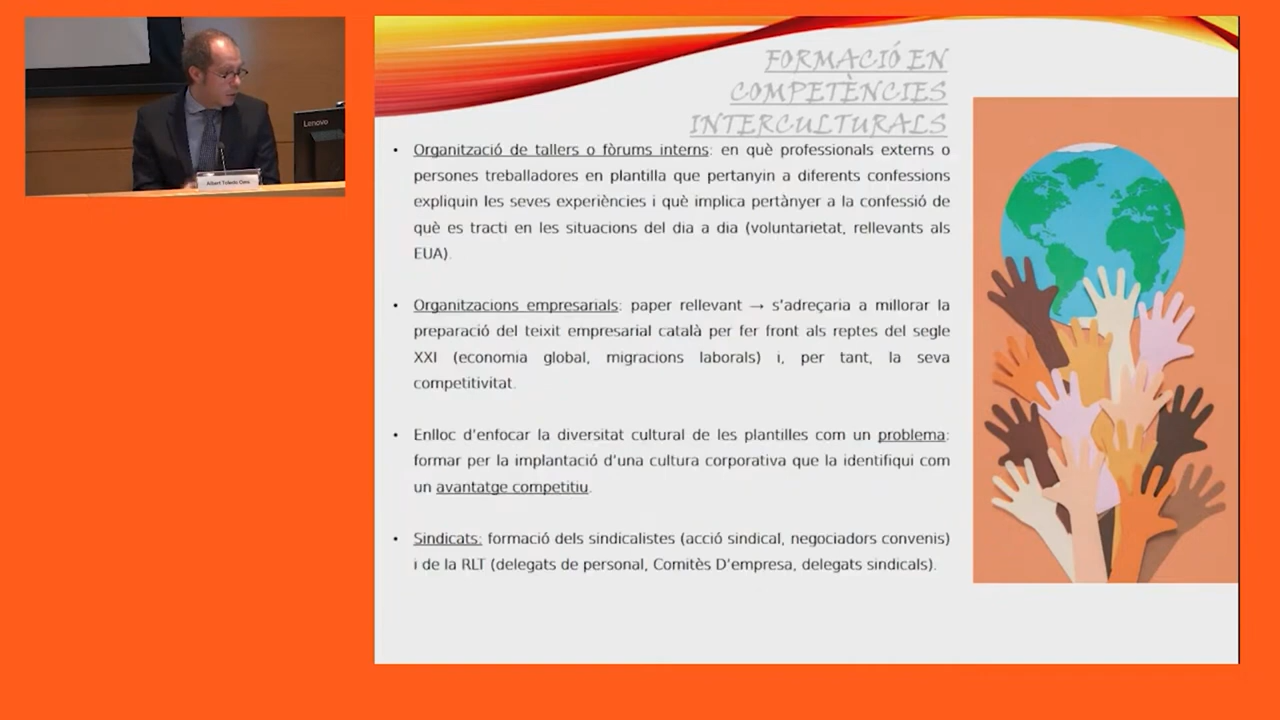 Lenovo
Albert Toledo Oms
FORMACIÓ EN
COMPETÈNCIES
INTERCULTURALS
• Organització de tallers o fòrums interns: en què professionals externs o
persones treballadores en plantilla que pertanyin a diferents confessions
expliquin les seves experiències i què implica pertànyer a la confessió de
què es tracti en les situacions del dia a dia (voluntarietat, rellevants als
EUA).
• Organitzacions empresarials: paper rellevant → s'adreçaria a millorar la
preparació del teixit empresarial català per fer front als reptes del segle
XXI (economia global, migracions laborals) i, per tant, la seva
competitivitat.
• Enlloc d'enfocar la diversitat cultural de les plantilles com un problema:
formar per la implantació d'una cultura corporativa que la identifiqui com
un avantatge competitiu.
• Sindicats: formació dels sindicalistes (acció sindical, negociadors convenis)
i de la RLT (delegats de personal, Comitès D'empresa, delegats sindicals).